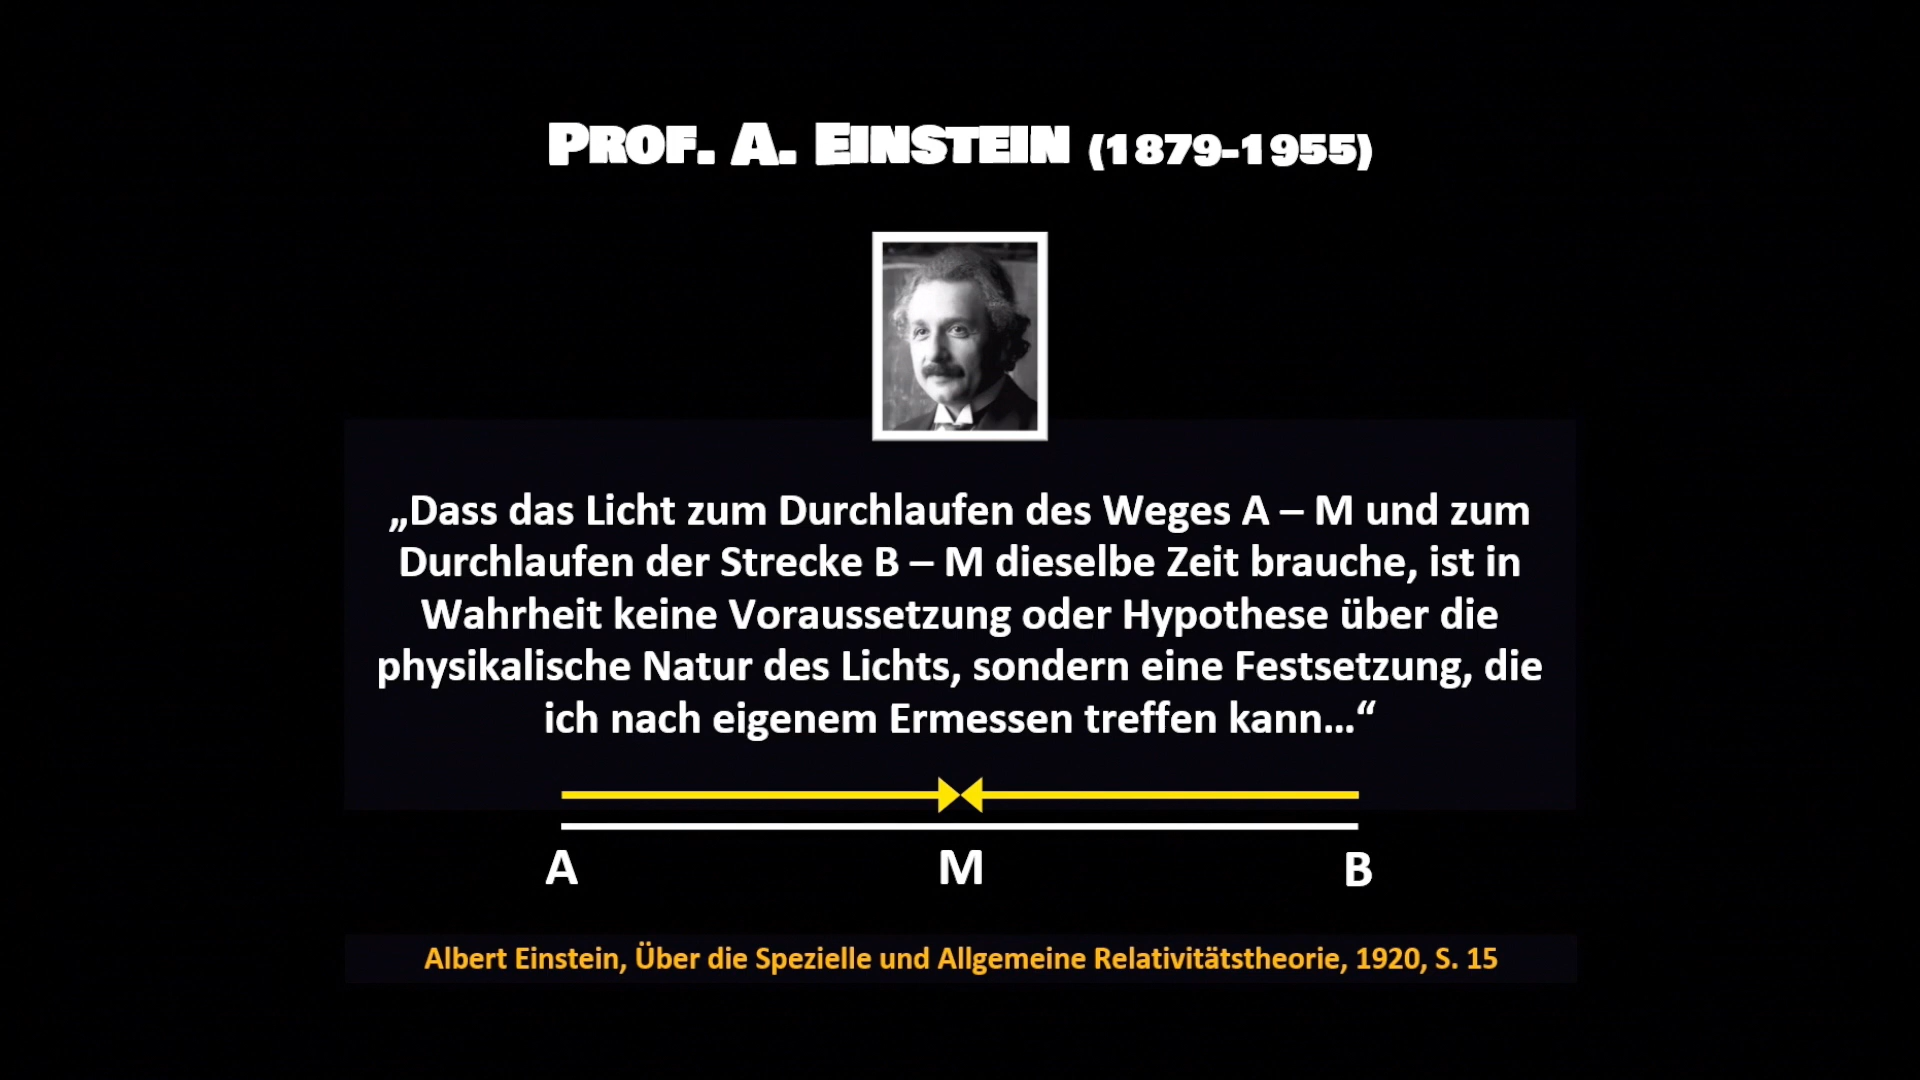 PROF. A. EINSTEIN (1879-1955)
„Dass das Licht zum Durchlaufen des Weges A – M und zum
Durchlaufen der Strecke B – M dieselbe Zeit brauche, ist in
Wahrheit keine Voraussetzung oder Hypothese über die
physikalische Natur des Lichts, sondern eine Festsetzung, die
ich nach eigenem Ermessen treffen kann...“
A M B
Albert Einstein, Über die Spezielle und Allgemeine Relativitätstheorie, 1920, S. 15